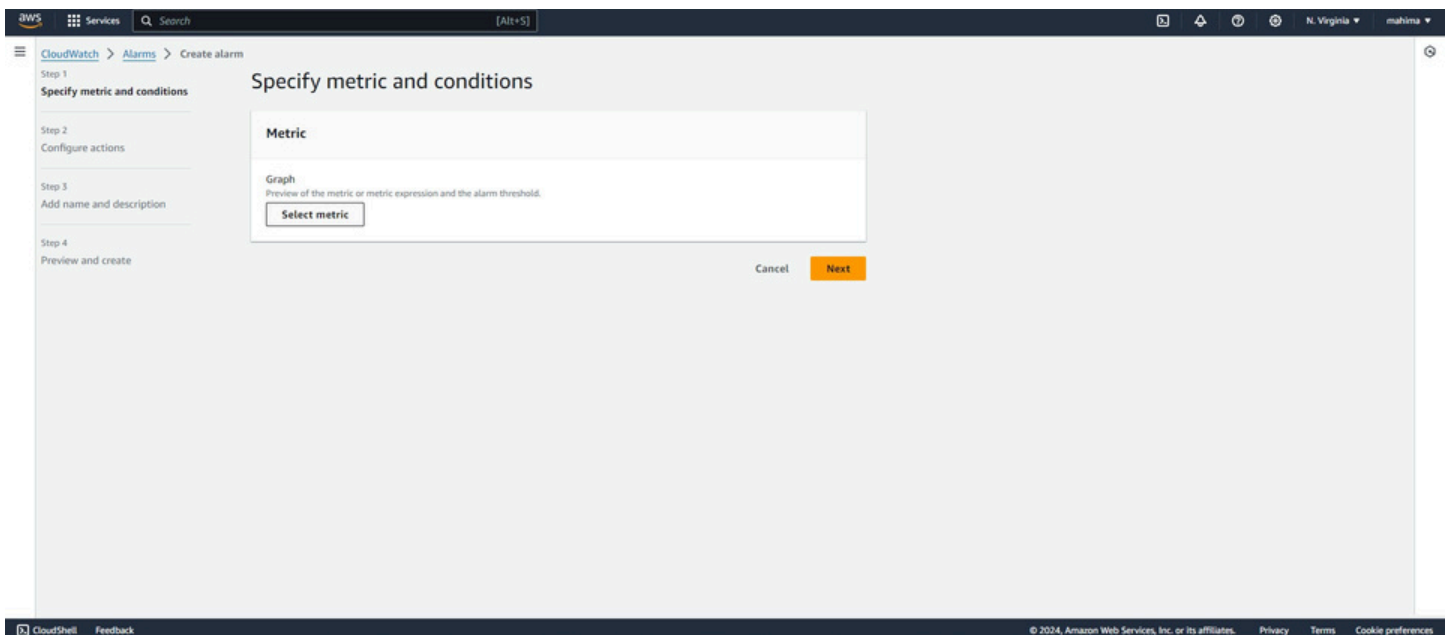 aws Services Search [Alt+S] N. Virginia mahima
CloudWatch > Alarms > Create alarm
Step 1
Specify metric and conditions
Step 2
Configure actions
Step 3
Add name and description
Step 4
Preview and create
Specify metric and conditions
Metric
Graph
Preview of the metric or metric expression and the alarm threshold.
Select metric
Cancel Next
CloudShell Feedback © 2024, Amazon Web Services, Inc. or its affiliates. Privacy Terms Cookie preferences